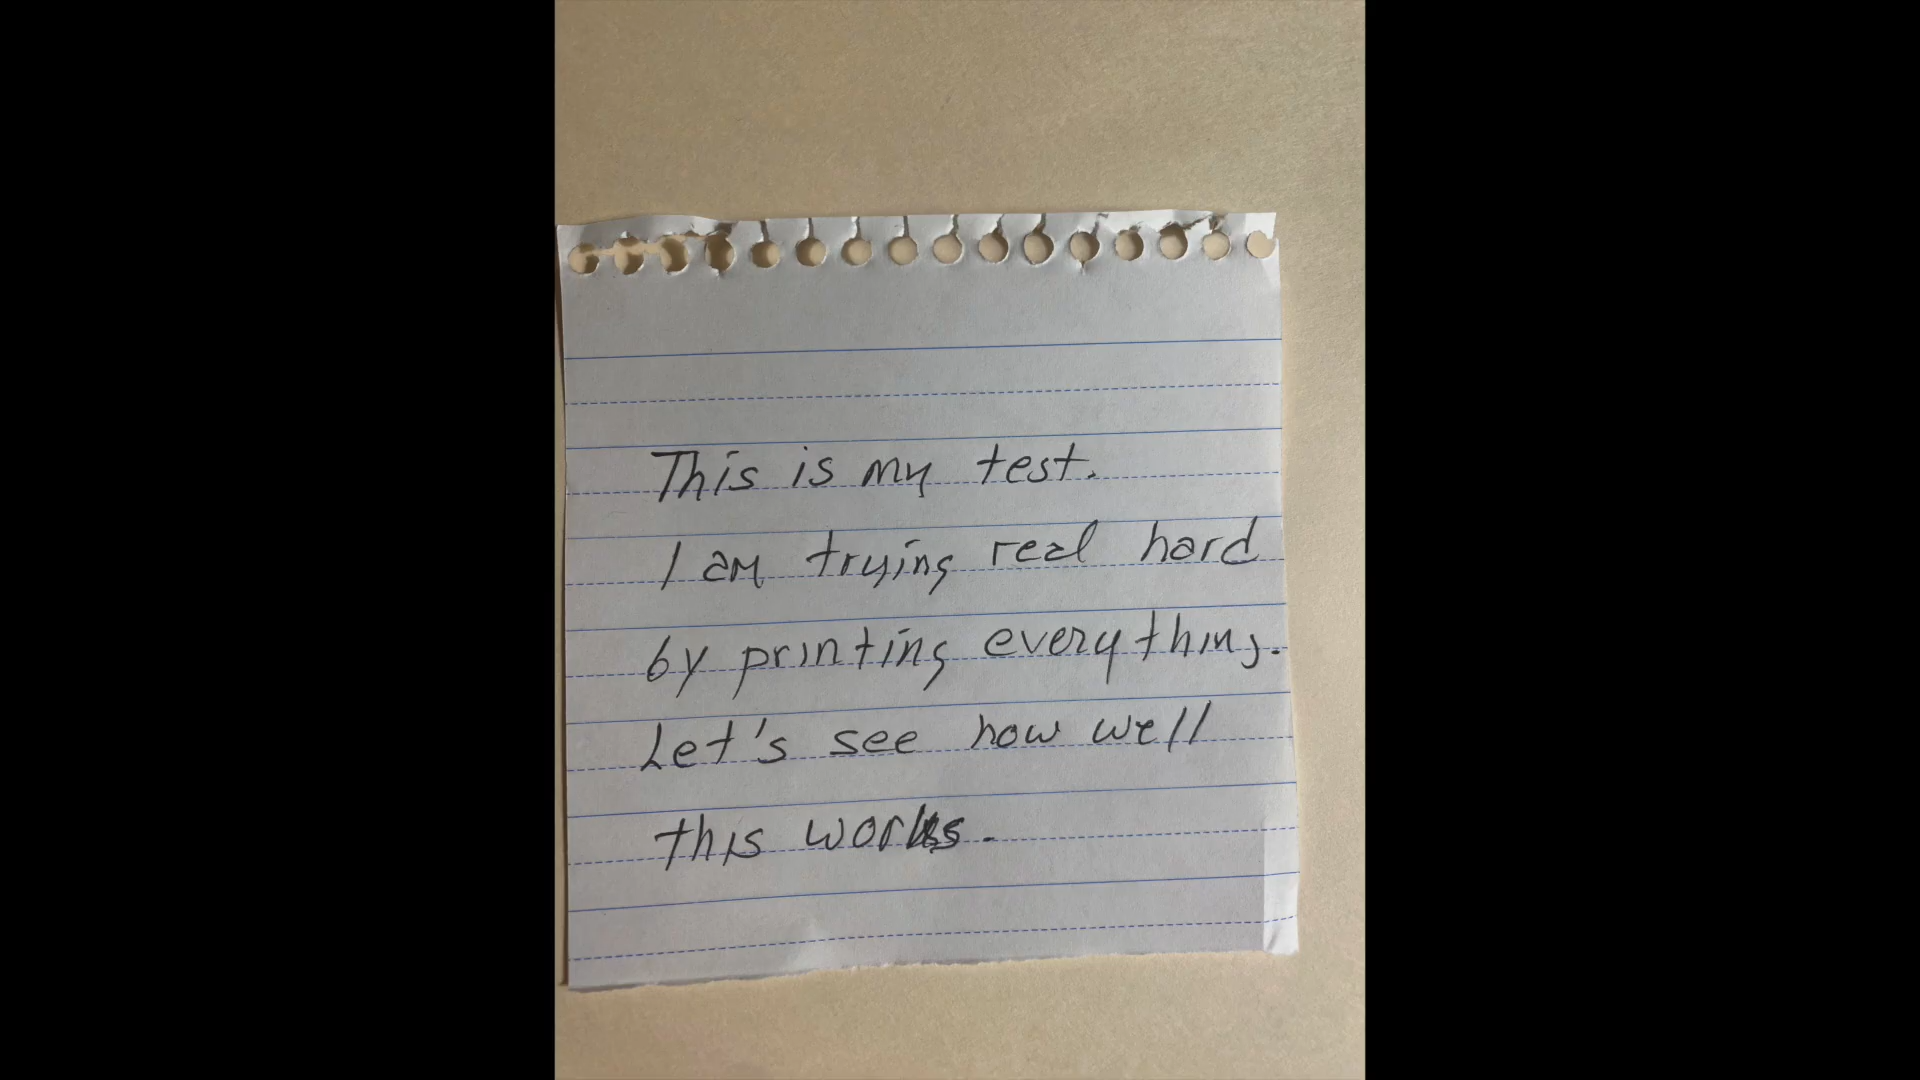 This is my test.
I am trying real hard
by printing everything.
Let's see how well
this works.